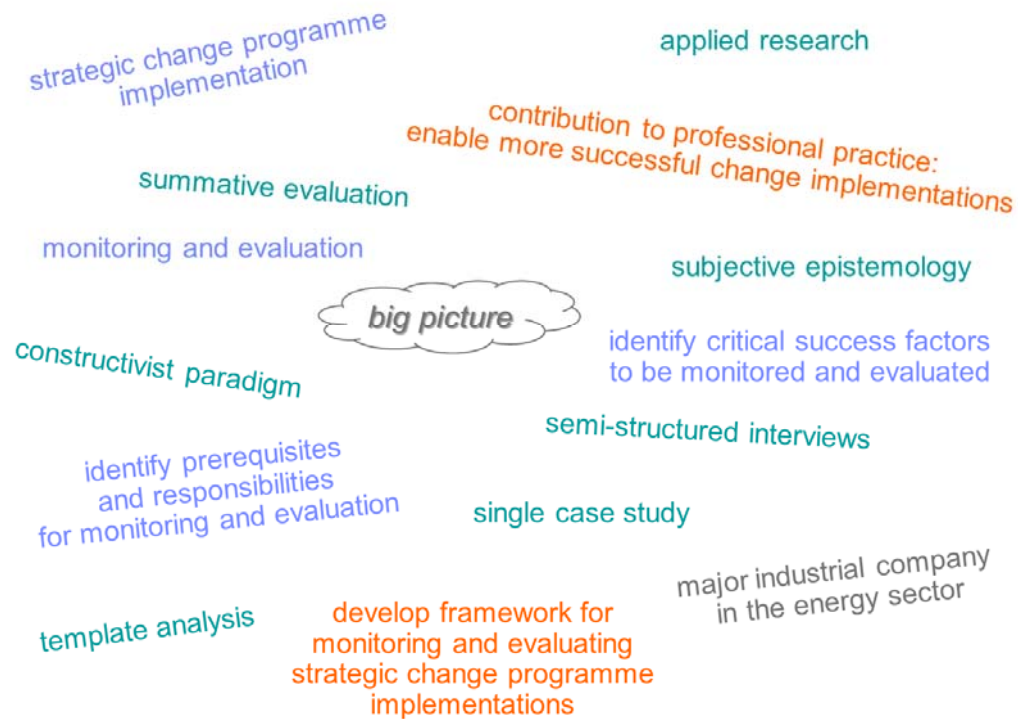 strategic change programme
implementation
applied research
contribution to professional practice:
enable more successful change implementations
summative evaluation
monitoring and evaluation
subjective epistemology
big picture
identify critical success factors
to be monitored and evaluated
constructivist paradigm
semi-structured interviews
identify prerequisites
and responsibilities
for monitoring and evaluation
single case study
major industrial company
in the energy sector
template analysis
develop framework for
monitoring and evaluating
strategic change programme
implementations